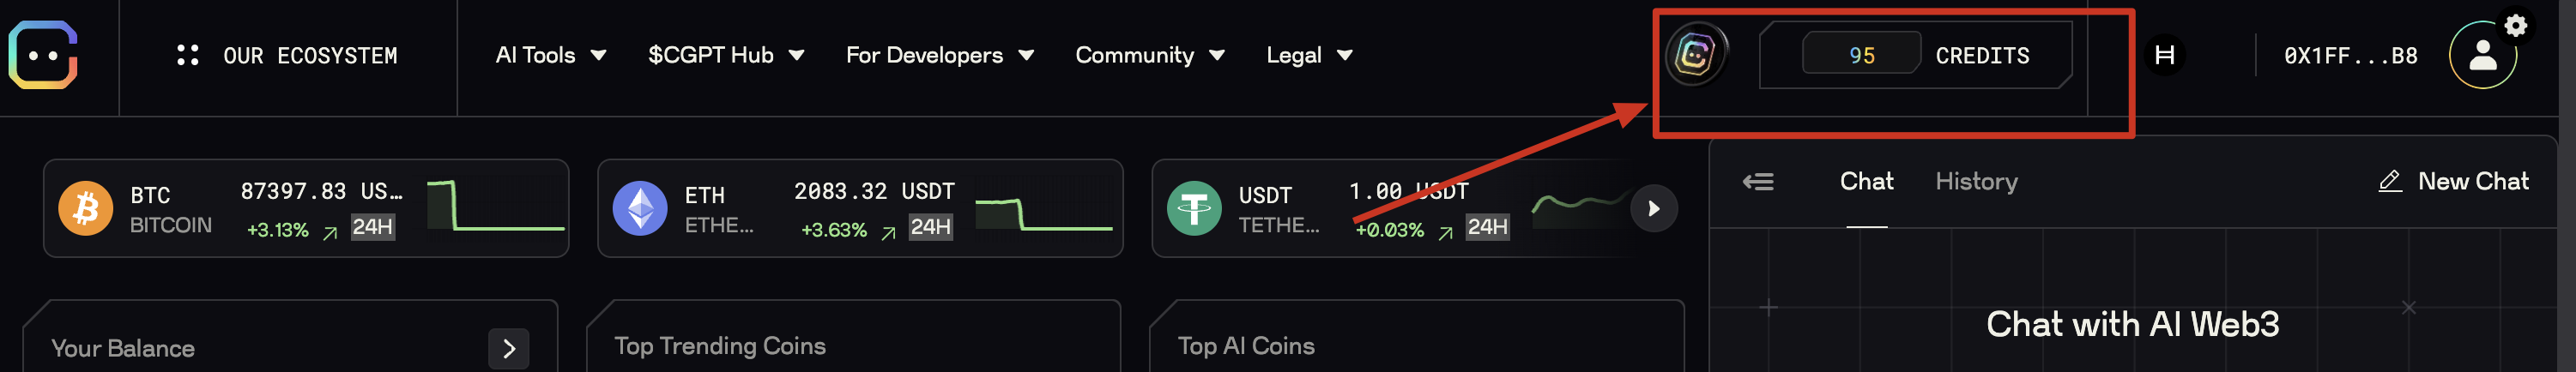 OUR ECOSYSTEM
AI Tools
$CGPT Hub
For Developers
Community
Legal
95 CREDITS
0X1FF...B8
BTC 87397.83 US...
BITCOIN +3.13% 24H
ETH 2083.32 USDT
ETHE... +3.63% 24H
USDT 1.00 USDT
TETHE... +0.03% 24H
Chat
History
New Chat
Your Balance
Top Trending Coins
Top AI Coins
Chat with AI Web3